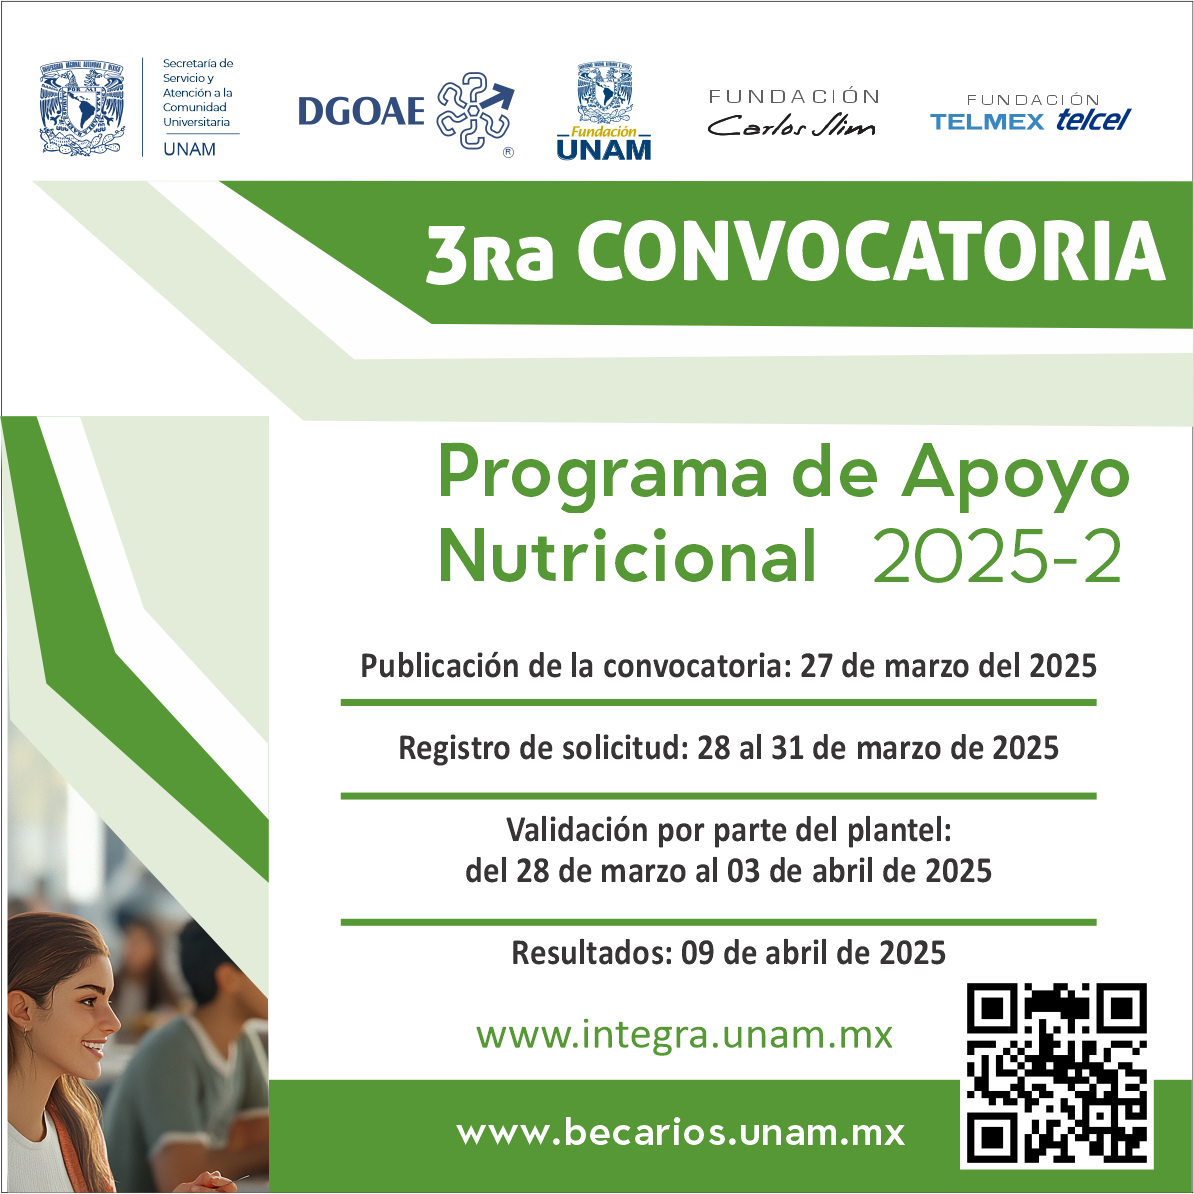 Secretaría de
Servicio y
Atención a la
Comunidad
Universitaria
UNAM
DGOAE
®
Fundación
UNAM
FUNDACIÓN
Carlos Slim
FUNDACIÓN
TELMEX telcel
3Ra CONVOCATORIA
Programa de Apoyo
Nutricional 2025-2
Publicación de la convocatoria: 27 de marzo del 2025
Registro de solicitud: 28 al 31 de marzo de 2025
Validación por parte del plantel:
del 28 de marzo al 03 de abril de 2025
Resultados: 09 de abril de 2025
www.integra.unam.mx
www.becarios.unam.mx